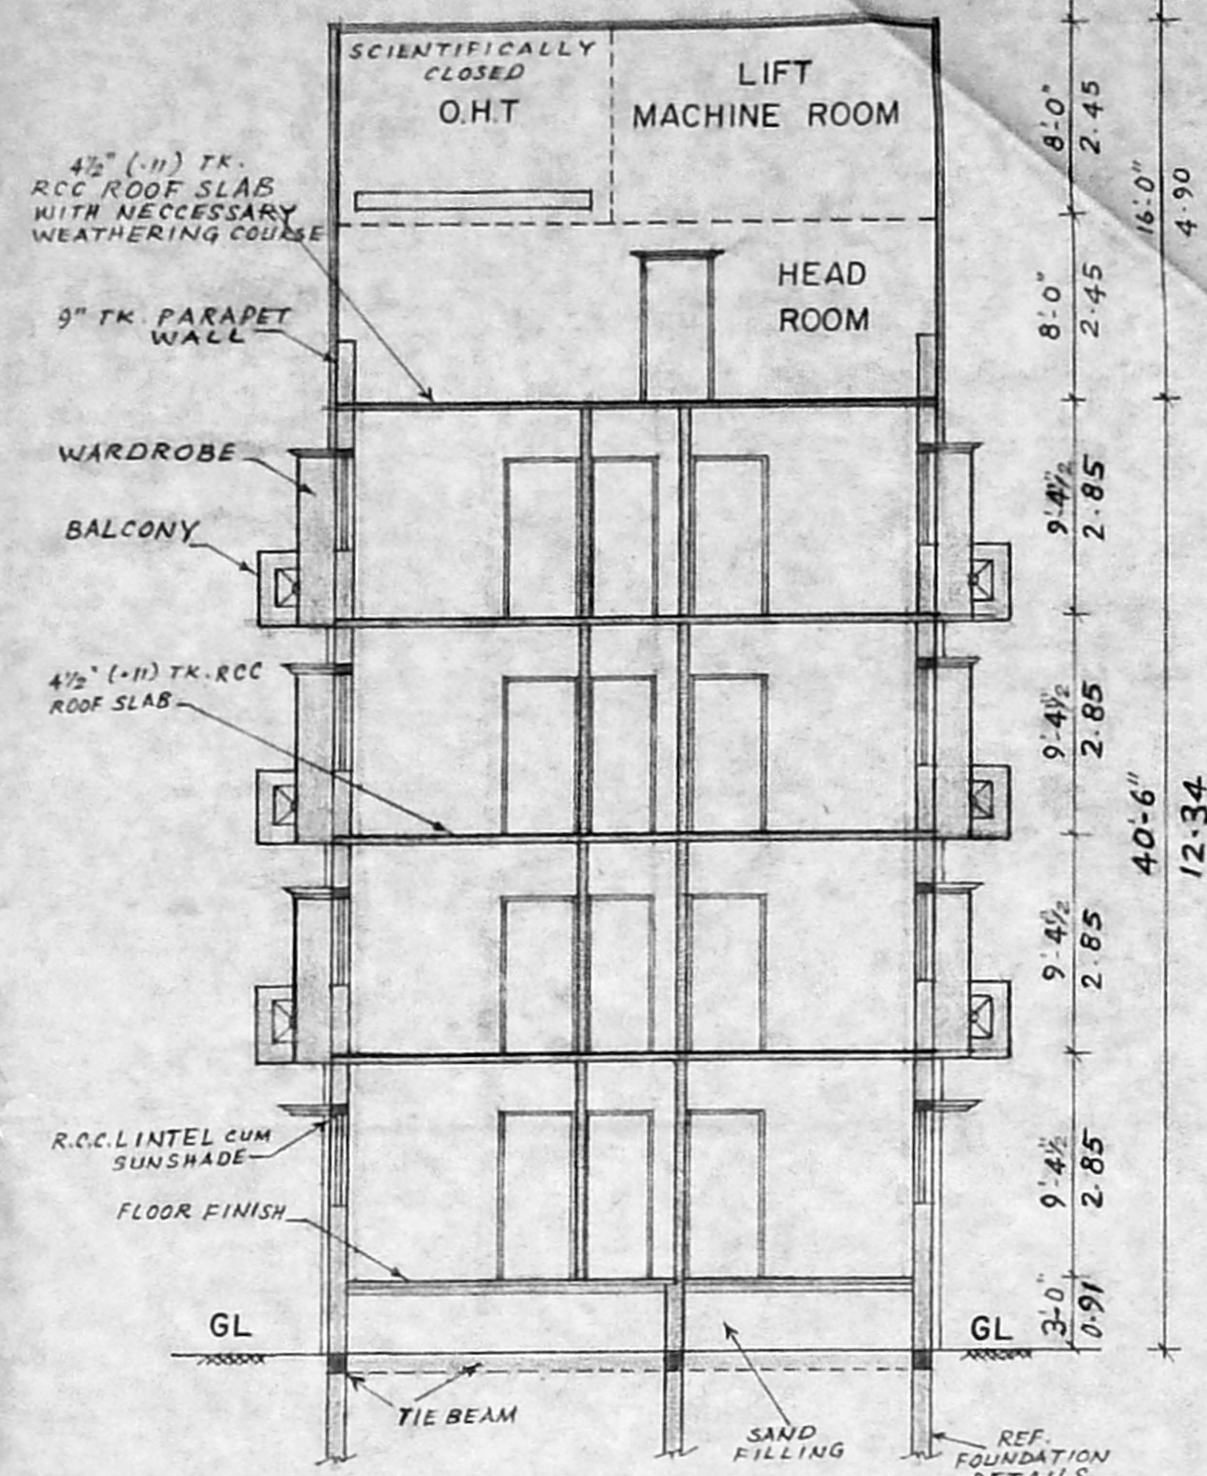 SCIENTIFICALLY
CLOSED
O.H.T
LIFT
MACHINE ROOM
4½" (·11) TK.
RCC ROOF SLAB
WITH NECCESSARY
WEATHERING COURSE
9" TK. PARAPET
WALL
HEAD
ROOM
WARDROBE
BALCONY
4½" (·11) TK. RCC
ROOF SLAB
R.C.C. LINTEL CUM
SUNSHADE
FLOOR FINISH
GL
GL
TIE BEAM
SAND
FILLING
REF.
FOUNDATION
DETAILS
8'-0"
2.45
8'-0"
2.45
16'-0"
4.90
9'-4½"
2.85
9'-4½"
2.85
9'-4½"
2.85
9'-4½"
2.85
3'-0"
0.91
40'-6"
12.34